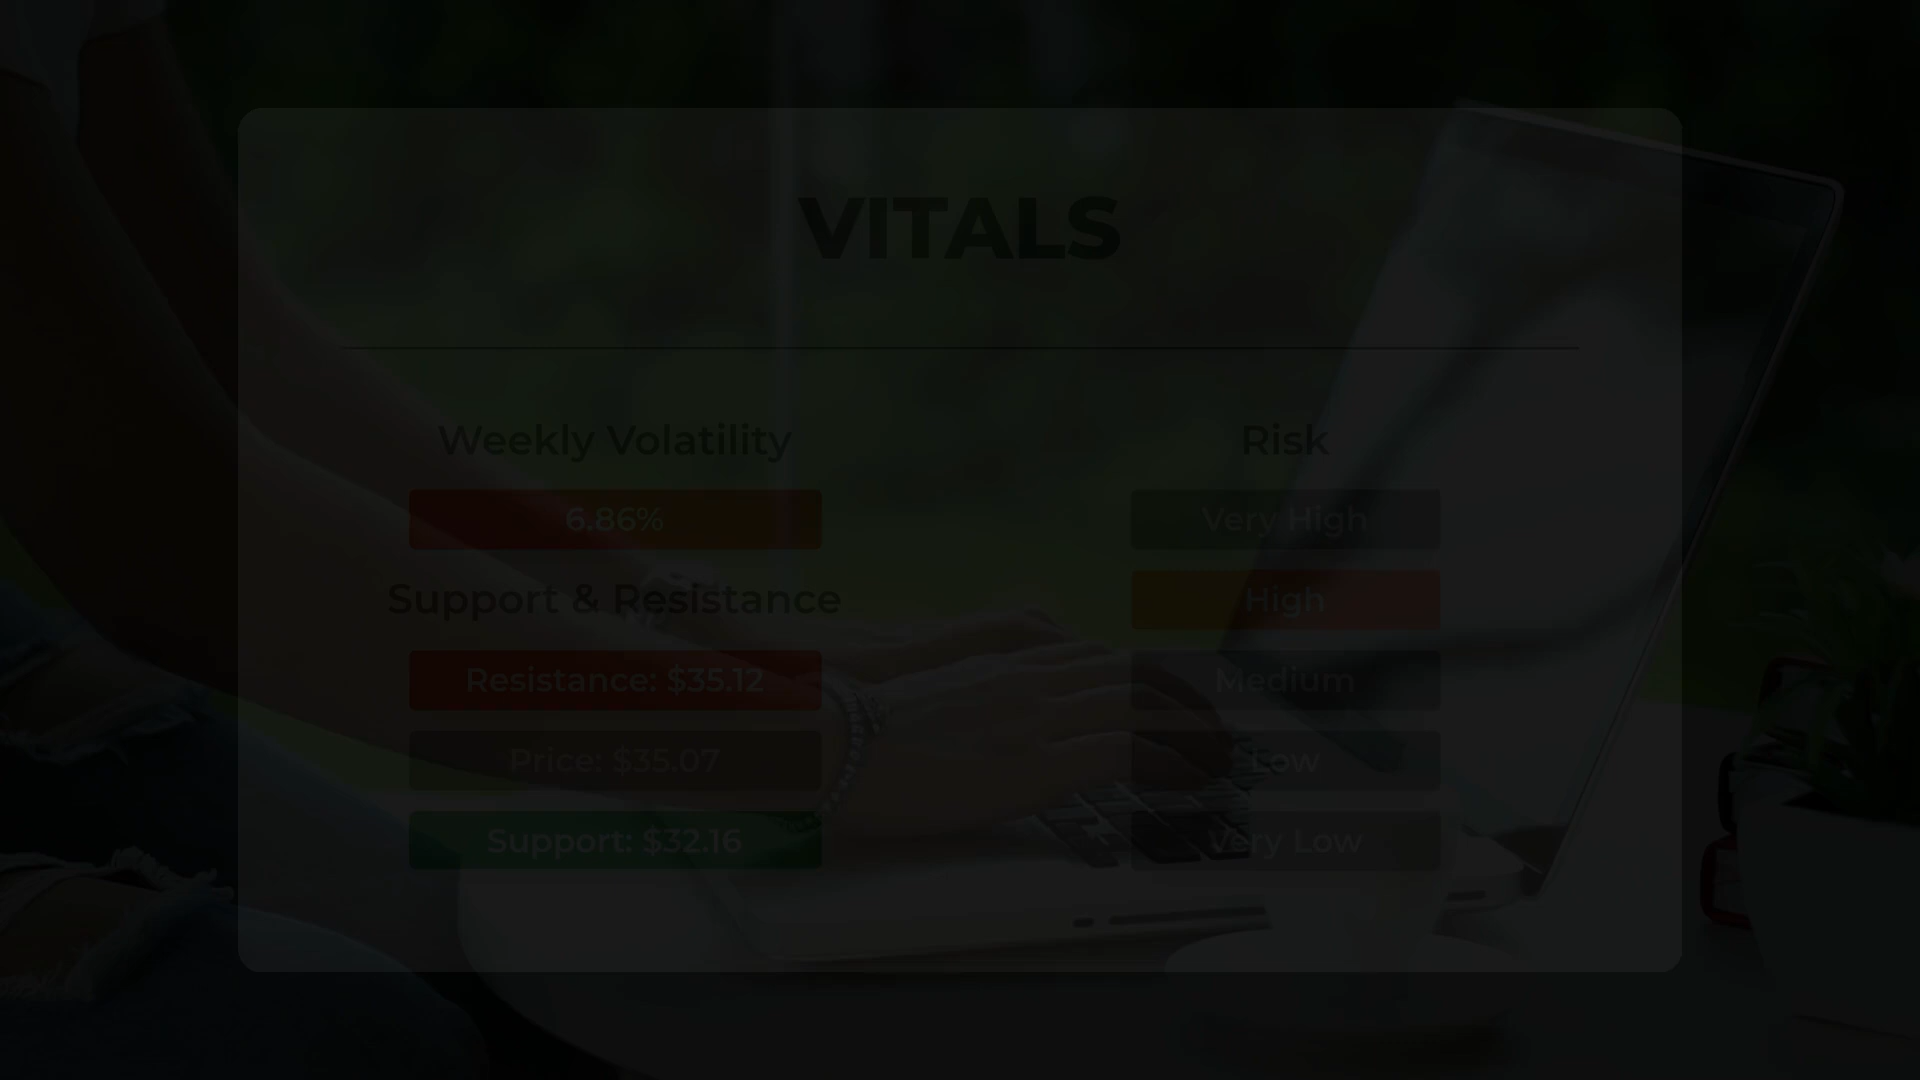 VITALS
Weekly Volatility
6.86%
Support & Resistance
Resistance: $35.12
Price: $35.07
Support: $32.16
Risk
Very High
High
Medium
Low
Very Low